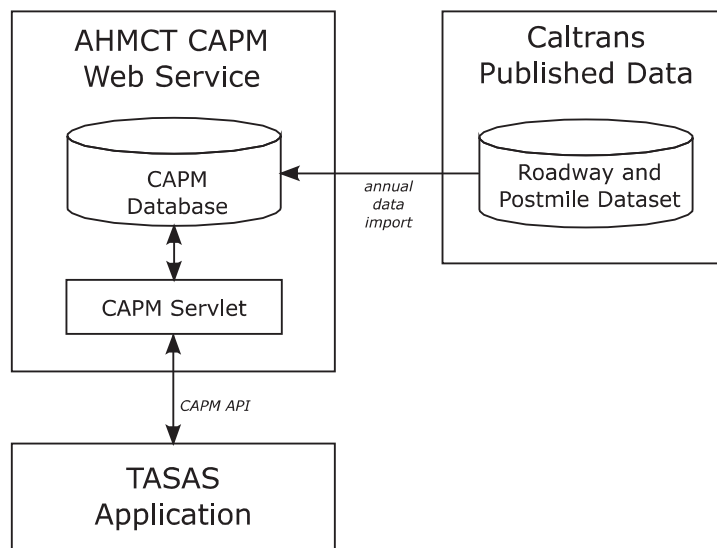 AHMCT CAPM
Web Service
CAPM
Database
CAPM Servlet
CAPM API
TASAS
Application
annual
data
import
Caltrans
Published Data
Roadway and
Postmile Dataset